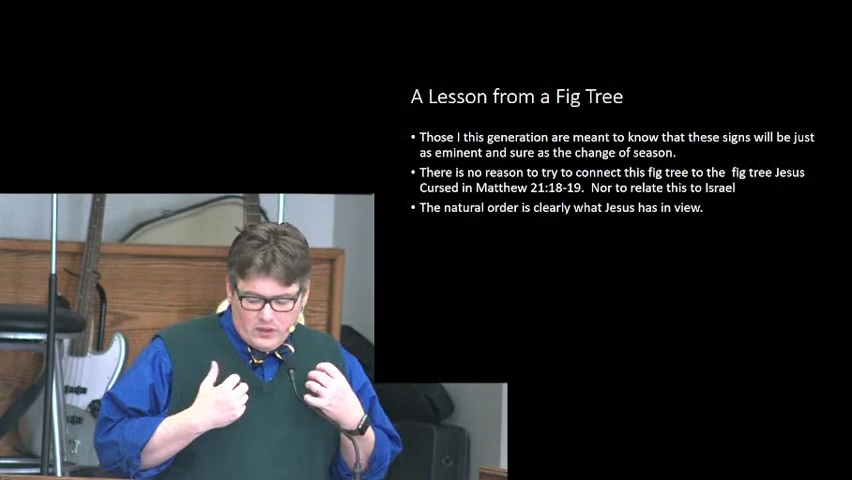 A Lesson from a Fig Tree
• Those I this generation are meant to know that these signs will be just
as eminent and sure as the change of season.
• There is no reason to try to connect this fig tree to the fig tree Jesus
Cursed in Matthew 21:18-19. Nor to relate this to Israel
• The natural order is clearly what Jesus has in view.